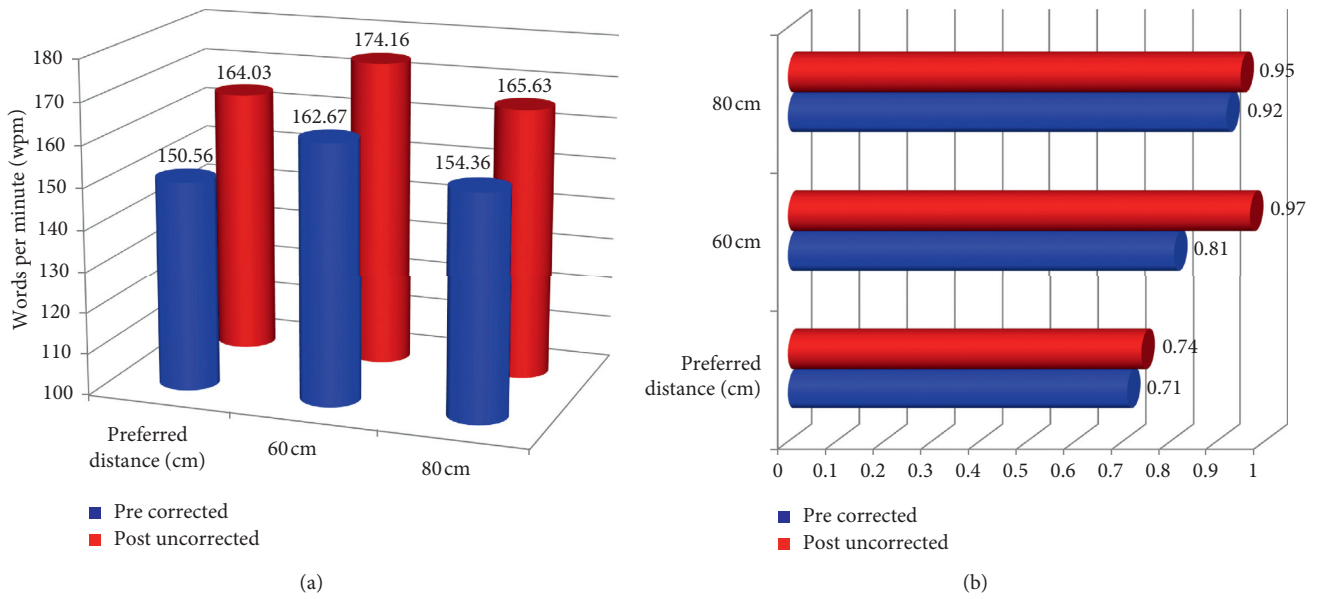 180
170
160
150
140
130
120
110
100
Words per minute (wpm)
174.16
164.03
165.63
162.67
150.56
154.36
Preferred
distance (cm)
60 cm
80 cm
Pre corrected
Post uncorrected
(a)
80 cm
60 cm
Preferred
distance (cm)
0.95
0.92
0.97
0.81
0.74
0.71
0 0.1 0.2 0.3 0.4 0.5 0.6 0.7 0.8 0.9 1
Pre corrected
Post uncorrected
(b)